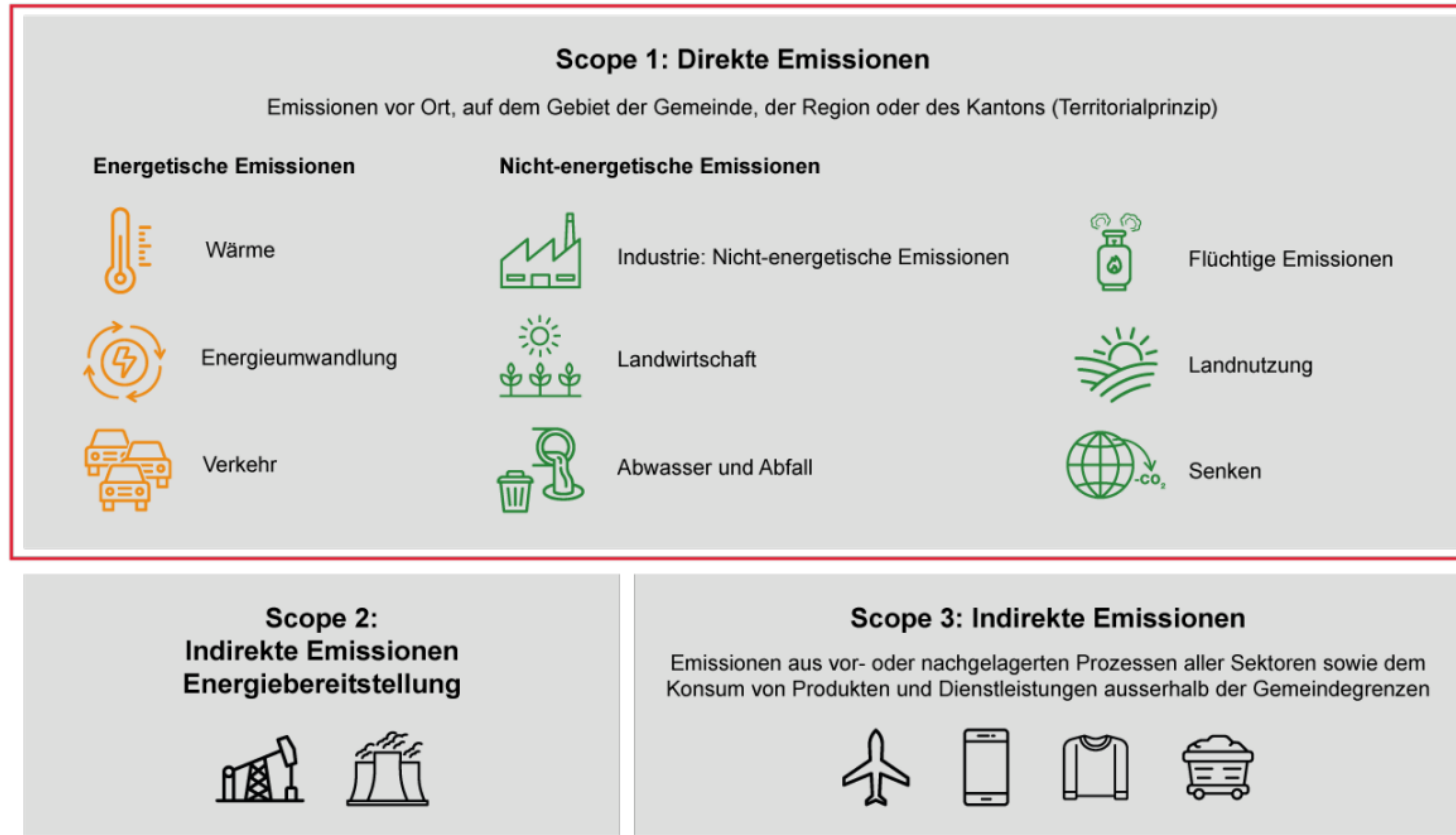 Scope 1: Direkte Emissionen
Emissionen vor Ort, auf dem Gebiet der Gemeinde, der Region oder des Kantons (Territorialprinzip)
Energetische Emissionen
Wärme
Energieumwandlung
Verkehr
Nicht-energetische Emissionen
Industrie: Nicht-energetische Emissionen
Landwirtschaft
Abwasser und Abfall
Flüchtige Emissionen
Landnutzung
-CO₂
Senken
Scope 2:
Indirekte Emissionen
Energiebereitstellung
Scope 3: Indirekte Emissionen
Emissionen aus vor- oder nachgelagerten Prozessen aller Sektoren sowie dem
Konsum von Produkten und Dienstleistungen ausserhalb der Gemeindegrenzen